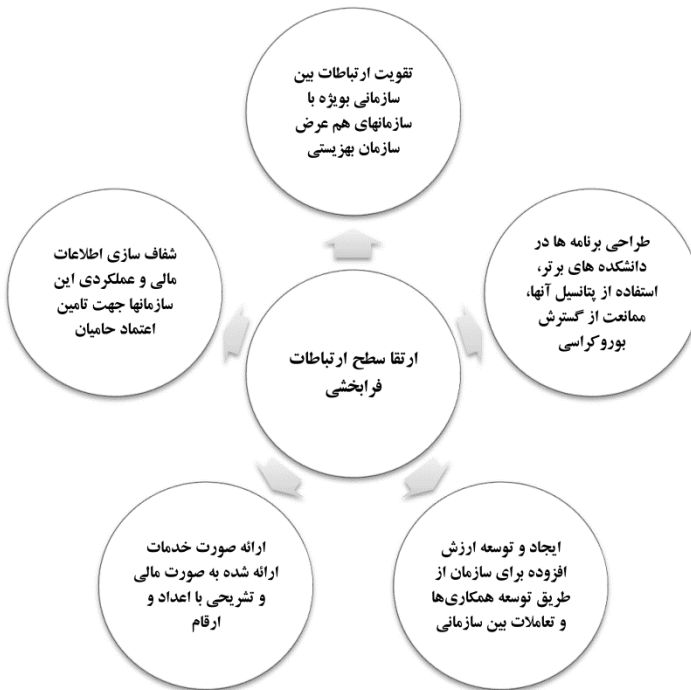 تقویت ارتباطات بین
سازمانی بویژه با
سازمانهای هم عرض
سازمان بهزیستی
طراحی برنامه ها در
دانشکده های برتر،
استفاده از پتانسیل آنها،
ممانعت از گسترش
بوروکراسی
شفاف سازی اطلاعات
مالی و عملکردی این
سازمانها جهت تامین
اعتماد حامیان
ارتقا سطح ارتباطات
فرابخشی
ایجاد و توسعه ارزش
افزوده برای سازمان از
طریق توسعه همکاری‌ها
و تعاملات بین سازمانی
ارائه صورت خدمات
ارائه شده به صورت مالی
و تشریحی با اعداد و
ارقام